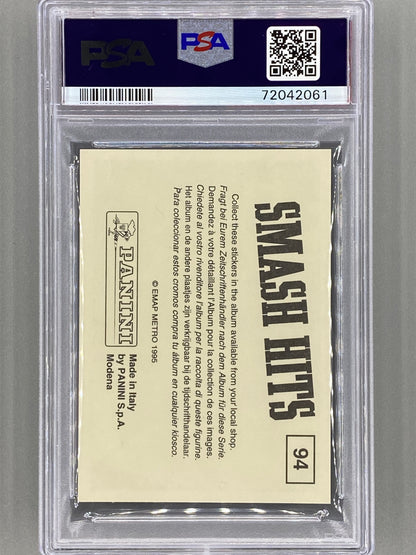 PSA
PSA
72042061
SMASH HITS
94
Collect these stickers in the album available from your local shop.
Fragt bei Eurem Zeitschriftenhändler nach dem Album für diese Serie.
Demandez à votre détaillant l'Album pour la collection de ces images.
Chiedete al vostro rivenditore l'album per la raccolta di queste figurine.
Het album en de andere plaatjes zijn verkrijgbaar bij de tijdschrifthandelaar.
Para coleccionar estos cromos compra tu álbum en cualquier kiosco.
© EMAP METRO 1995
PANINI
Made in Italy
by PANINI S.p.A.
Modena